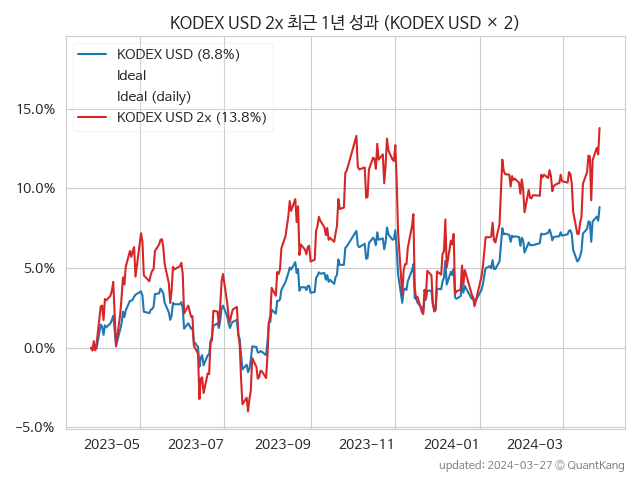 KODEX USD 2x 최근 1년 성과 (KODEX USD × 2)
KODEX USD (8.8%)
Ideal
Ideal (daily)
KODEX USD 2x (13.8%)
15.0%
10.0%
5.0%
0.0%
-5.0%
2023-05 2023-07 2023-09 2023-11 2024-01 2024-03
updated: 2024-03-27 © QuantKang